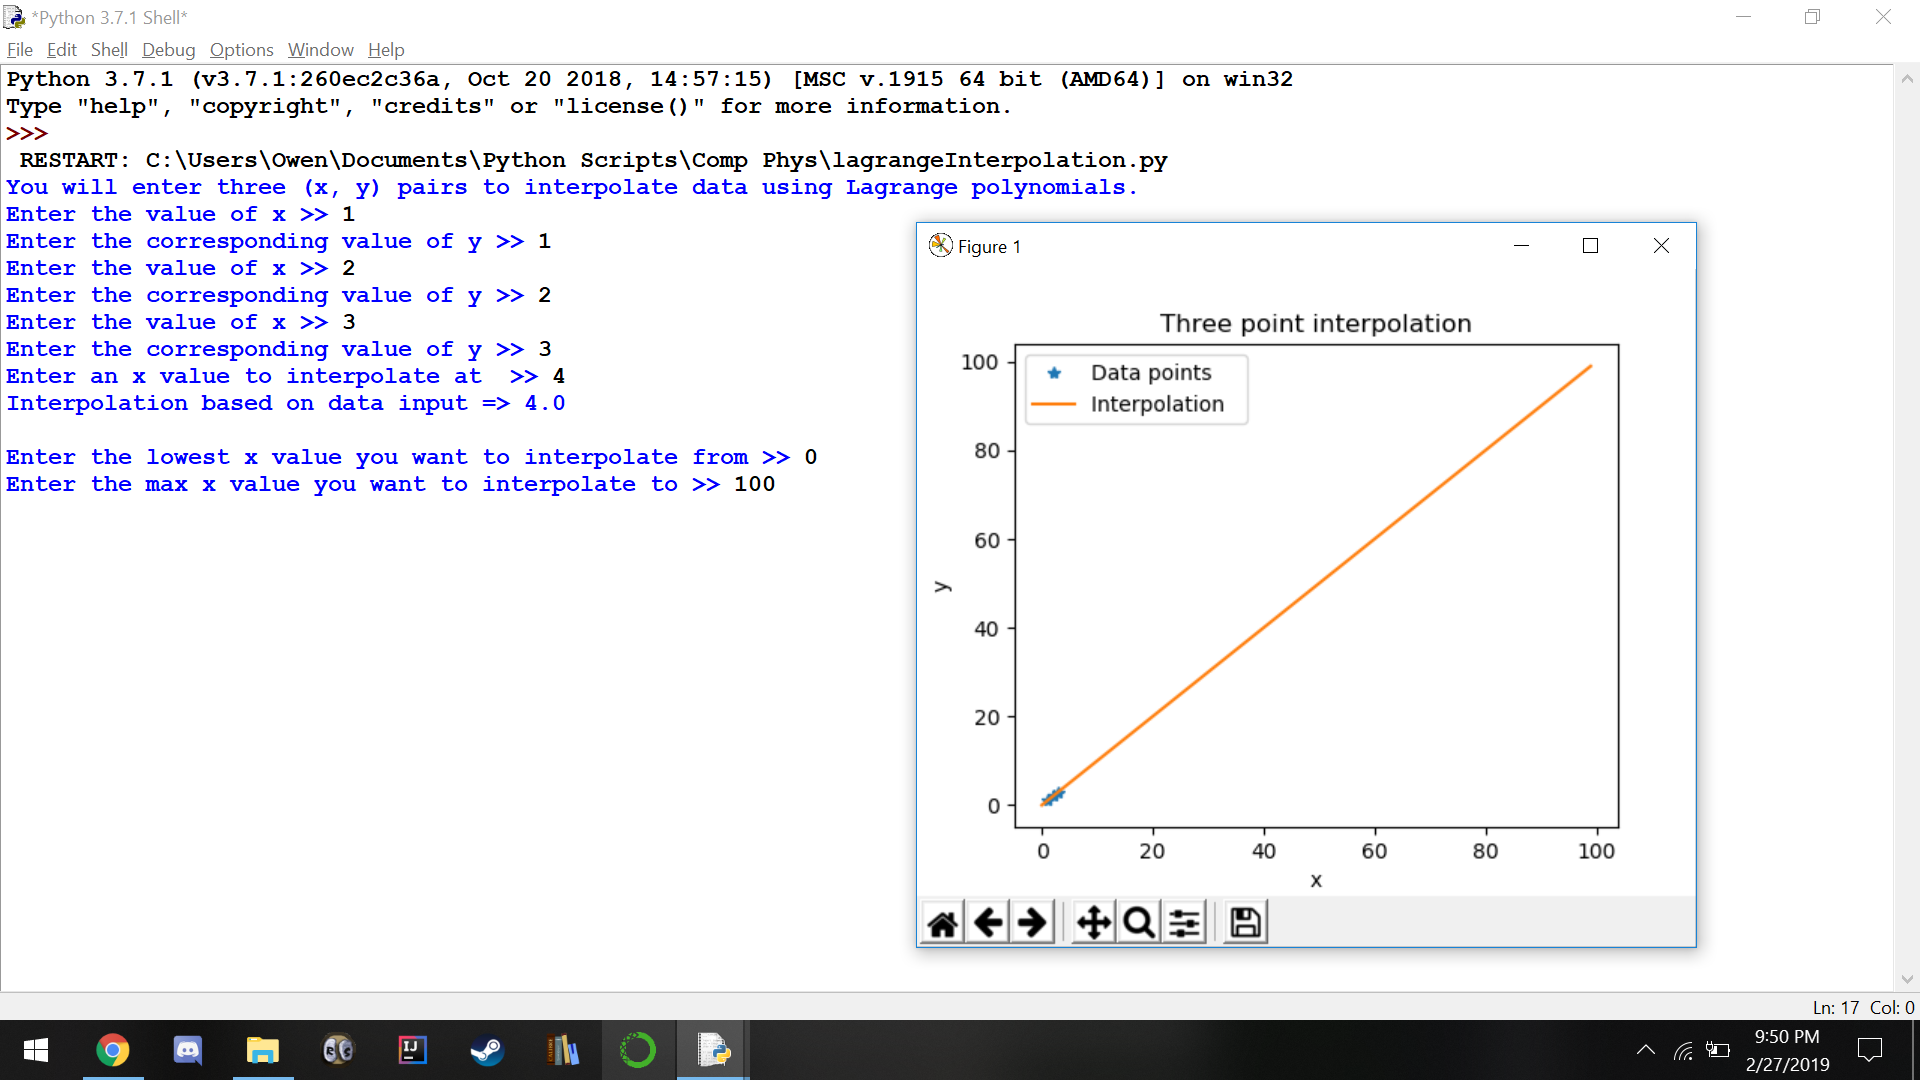 *Python 3.7.1 Shell*
File Edit Shell Debug Options Window Help
Python 3.7.1 (v3.7.1:260ec2c36a, Oct 20 2018, 14:57:15) [MSC v.1915 64 bit (AMD64)] on win32
Type "help", "copyright", "credits" or "license()" for more information.
>>>
RESTART: C:\Users\Owen\Documents\Python Scripts\Comp Phys\lagrangeInterpolation.py
You will enter three (x, y) pairs to interpolate data using Lagrange polynomials.
Enter the value of x >> 1
Enter the corresponding value of y >> 1
Enter the value of x >> 2
Enter the corresponding value of y >> 2
Enter the value of x >> 3
Enter the corresponding value of y >> 3
Enter an x value to interpolate at  >> 4
Interpolation based on data input => 4.0
Enter the lowest x value you want to interpolate from >> 0
Enter the max x value you want to interpolate to >> 100
Figure 1
Three point interpolation
Data points
Interpolation
100
80
60
40
20
0
y
0 20 40 60 80 100
x
Ln: 17 Col: 0
IJ
9:50 PM
2/27/2019